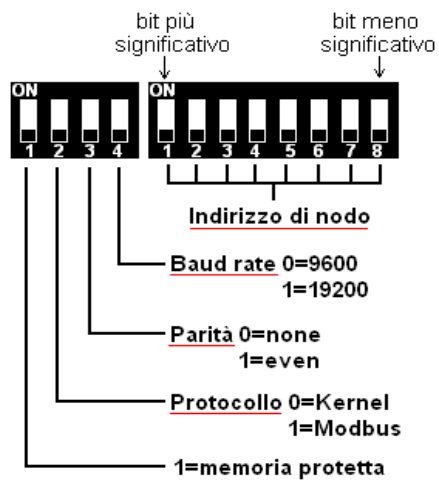 bit più
significativo
bit meno
significativo
ON
1 2 3 4
ON
1 2 3 4 5 6 7 8
Indirizzo di nodo
Baud rate 0=9600
1=19200
Parità 0=none
1=even
Protocollo 0=Kernel
1=Modbus
1=memoria protetta